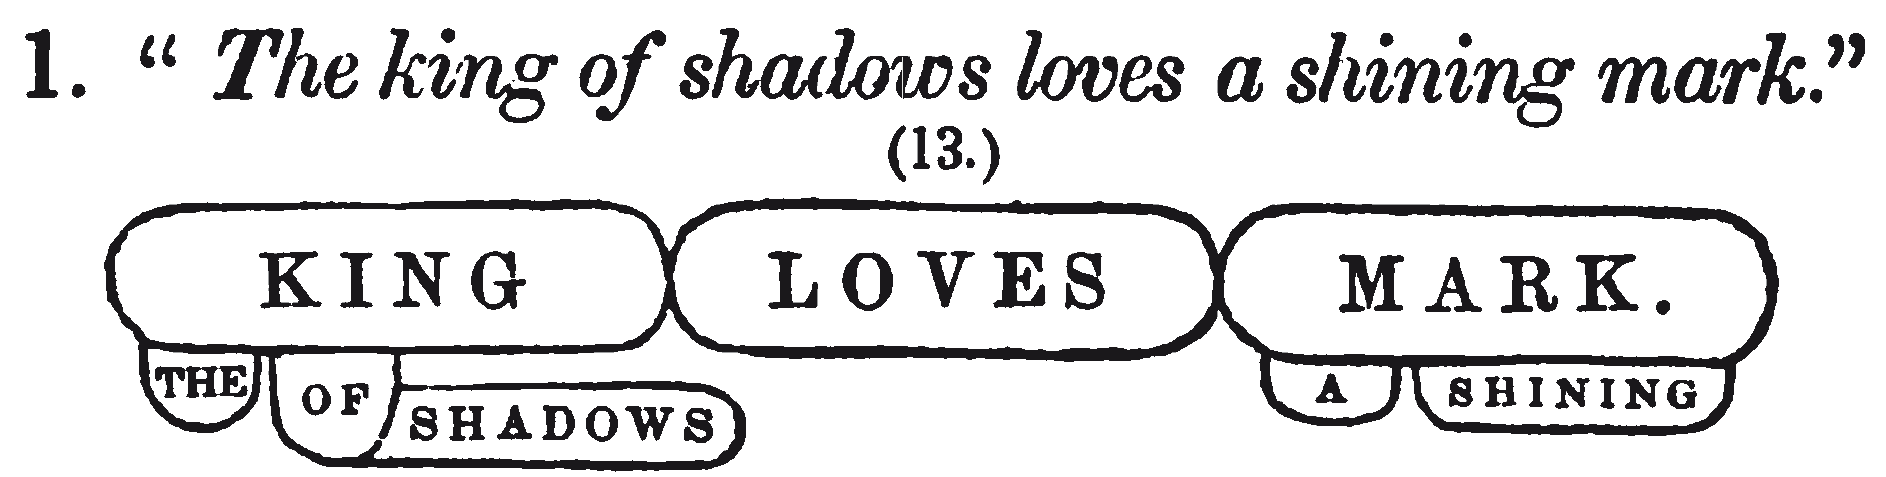 1. “ The king of shadows loves a shining mark.”
(13.)
KING LOVES MARK.
THE OF SHADOWS A SHINING